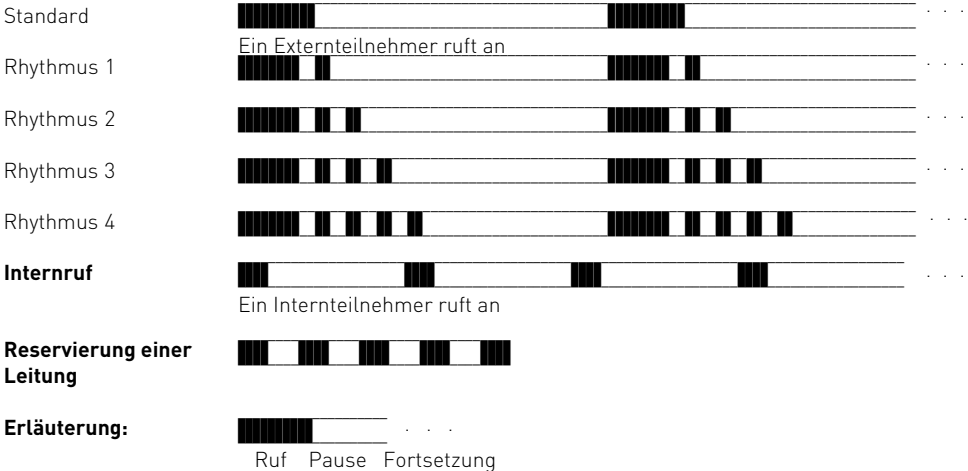 Standard
. . .
Ein Externteilnehmer ruft an
Rhythmus 1
. . .
Rhythmus 2
. . .
Rhythmus 3
. . .
Rhythmus 4
. . .
Internruf
. . .
Ein Internteilnehmer ruft an
Reservierung einer
Leitung
Erläuterung:
. . .
Ruf Pause Fortsetzung